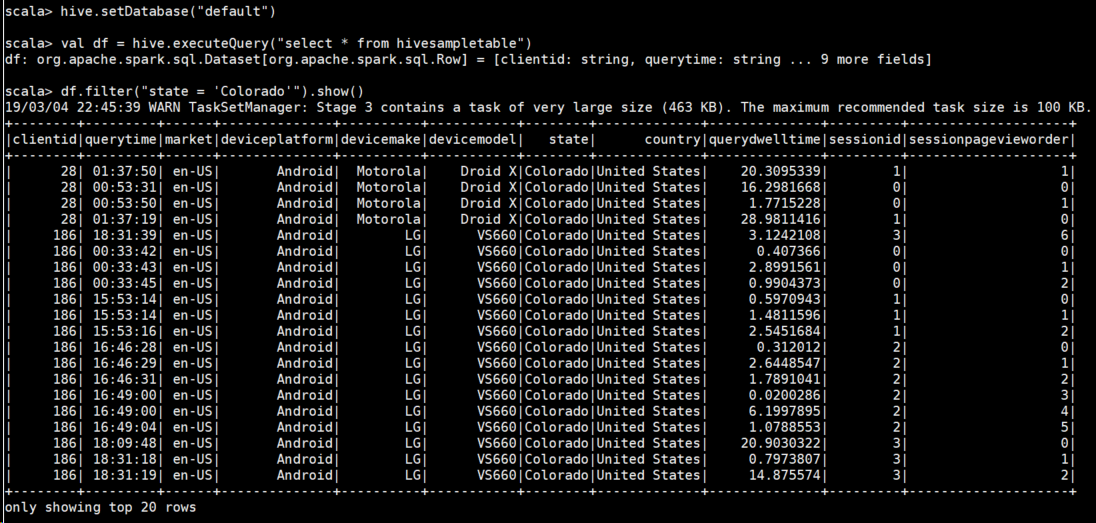 scala> hive.setDatabase("default")
scala> val df = hive.executeQuery("select * from hivesampletable")
df: org.apache.spark.sql.Dataset[org.apache.spark.sql.Row] = [clientid: string, querytime: string ... 9 more fields]
scala> df.filter("state = 'Colorado'").show()
19/03/04 22:45:39 WARN TaskSetManager: Stage 3 contains a task of very large size (463 KB). The maximum recommended task size is 100 KB.
+--------+---------+------+--------------+----------+-----------+--------+-------------+--------------+---------+--------------------+
|clientid|querytime|market|deviceplatform|devicemake|devicemodel|   state|      country|querydwelltime|sessionid|sessionpagevieworder|
+--------+---------+------+--------------+----------+-----------+--------+-------------+--------------+---------+--------------------+
|      28| 01:37:50| en-US|       Android|  Motorola|    Droid X|Colorado|United States|    20.3095339|        1|                   1|
|      28| 00:53:31| en-US|       Android|  Motorola|    Droid X|Colorado|United States|    16.2981668|        0|                   0|
|      28| 00:53:50| en-US|       Android|  Motorola|    Droid X|Colorado|United States|     1.7715228|        0|                   1|
|      28| 01:37:19| en-US|       Android|  Motorola|    Droid X|Colorado|United States|    28.9811416|        1|                   0|
|     186| 18:31:39| en-US|       Android|        LG|      VS660|Colorado|United States|     3.1242108|        3|                   6|
|     186| 00:33:42| en-US|       Android|        LG|      VS660|Colorado|United States|      0.407366|        0|                   0|
|     186| 00:33:43| en-US|       Android|        LG|      VS660|Colorado|United States|     2.8991561|        0|                   1|
|     186| 00:33:45| en-US|       Android|        LG|      VS660|Colorado|United States|     0.9904373|        0|                   2|
|     186| 15:53:14| en-US|       Android|        LG|      VS660|Colorado|United States|     0.5970943|        1|                   0|
|     186| 15:53:14| en-US|       Android|        LG|      VS660|Colorado|United States|     1.4811596|        1|                   1|
|     186| 15:53:16| en-US|       Android|        LG|      VS660|Colorado|United States|     2.5451684|        1|                   2|
|     186| 16:46:28| en-US|       Android|        LG|      VS660|Colorado|United States|      0.312012|        2|                   0|
|     186| 16:46:29| en-US|       Android|        LG|      VS660|Colorado|United States|     2.6448547|        2|                   1|
|     186| 16:46:31| en-US|       Android|        LG|      VS660|Colorado|United States|     1.7891041|        2|                   2|
|     186| 16:49:00| en-US|       Android|        LG|      VS660|Colorado|United States|     0.0200286|        2|                   3|
|     186| 16:49:00| en-US|       Android|        LG|      VS660|Colorado|United States|     6.1997895|        2|                   4|
|     186| 16:49:04| en-US|       Android|        LG|      VS660|Colorado|United States|     1.0788553|        2|                   5|
|     186| 18:09:48| en-US|       Android|        LG|      VS660|Colorado|United States|    20.9030322|        3|                   0|
|     186| 18:31:18| en-US|       Android|        LG|      VS660|Colorado|United States|     0.7973807|        3|                   1|
|     186| 18:31:19| en-US|       Android|        LG|      VS660|Colorado|United States|     14.875574|        3|                   2|
+--------+---------+------+--------------+----------+-----------+--------+-------------+--------------+---------+--------------------+
only showing top 20 rows